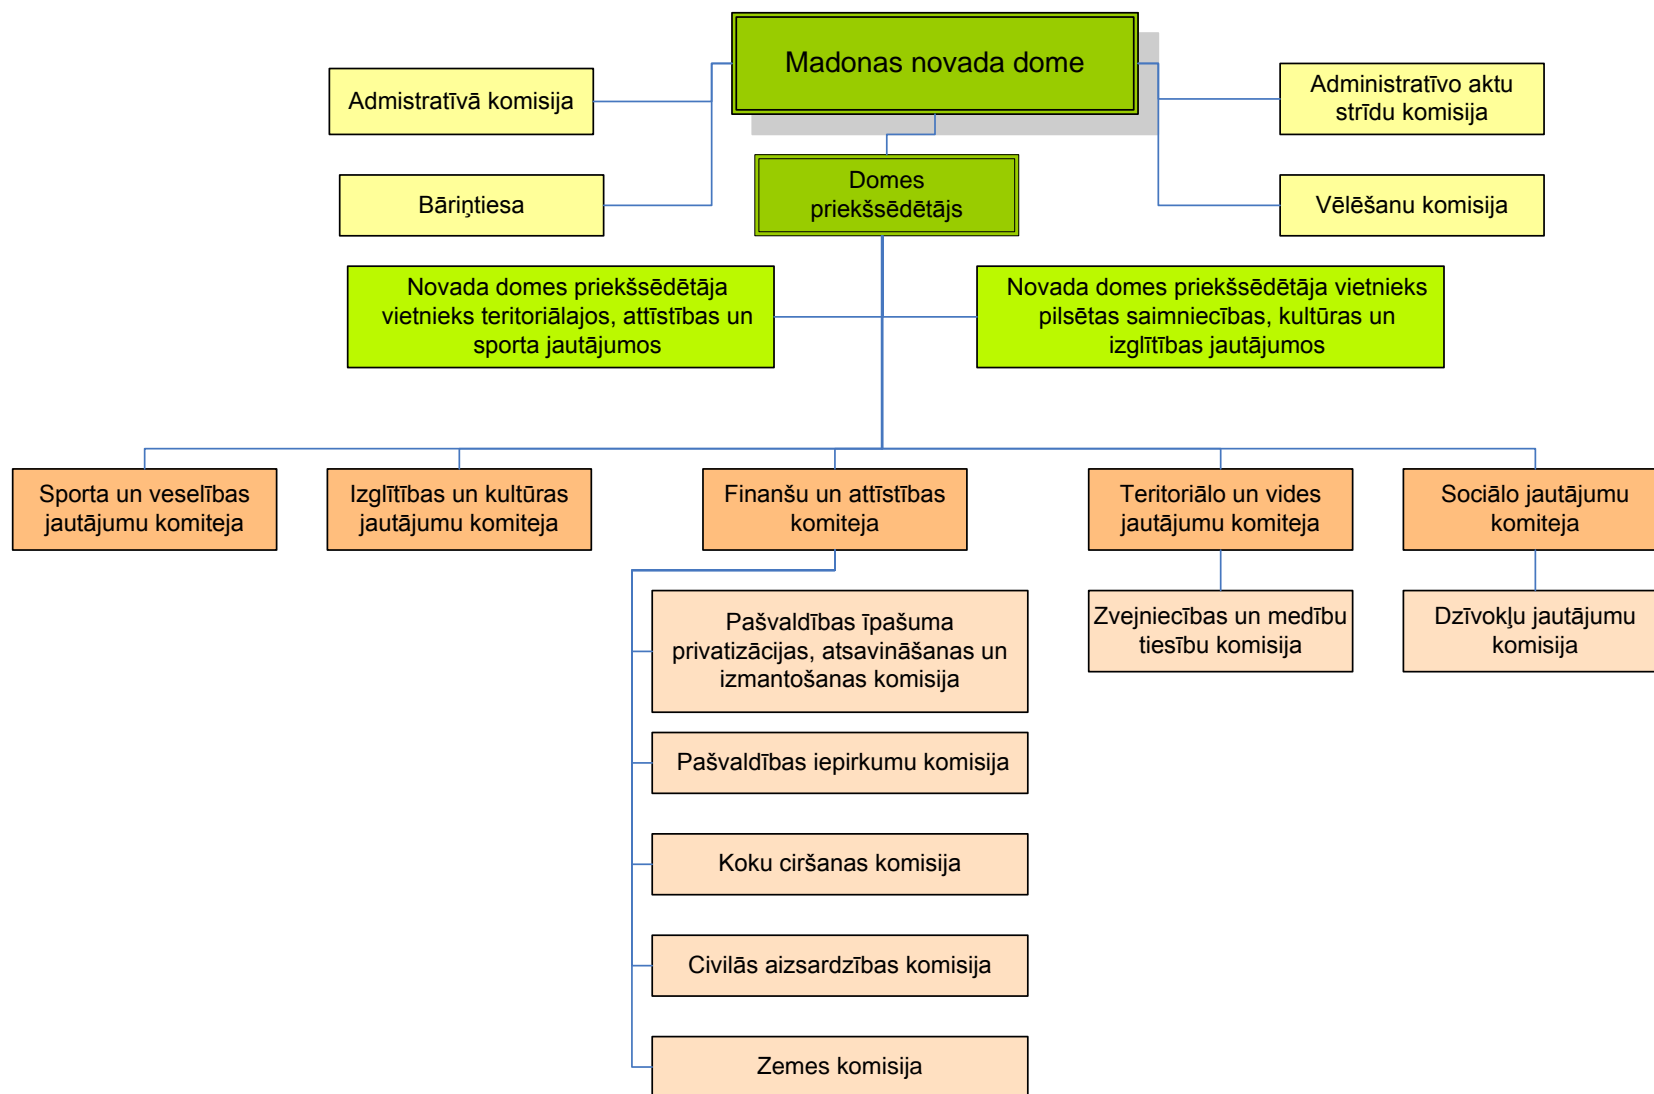 Madonas novada dome
Admistratīvā komisija
Administratīvo aktu
strīdu komisija
Bāriņtiesa
Domes
priekšsēdētājs
Vēlēšanu komisija
Novada domes priekšsēdētāja
vietnieks teritoriālajos, attīstības un
sporta jautājumos
Novada domes priekšsēdētāja vietnieks
pilsētas saimniecības, kultūras un
izglītības jautājumos
Sporta un veselības
jautājumu komiteja
Izglītības un kultūras
jautājumu komiteja
Finanšu un attīstības
komiteja
Teritoriālo un vides
jautājumu komiteja
Sociālo jautājumu
komiteja
Pašvaldības īpašuma
privatizācijas, atsavināšanas un
izmantošanas komisija
Zvejniecības un medību
tiesību komisija
Dzīvokļu jautājumu
komisija
Pašvaldības iepirkumu komisija
Koku ciršanas komisija
Civilās aizsardzības komisija
Zemes komisija